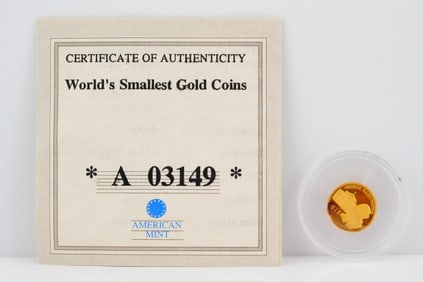 CERTIFICATE OF AUTHENTICITY
World's Smallest Gold Coins
* A 03149 *
AMERICAN
MINT